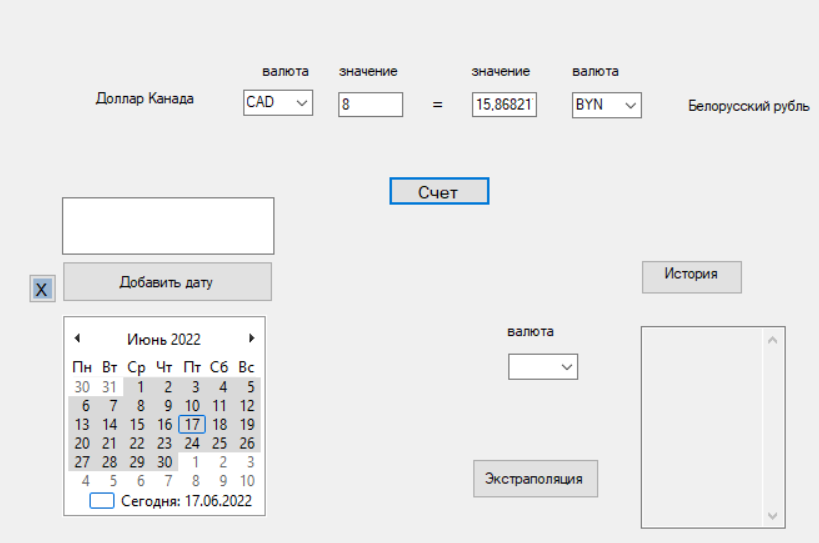 валюта значение значение валюта
Доллар Канада CAD 8 = 15,86821 BYN Белорусский рубль
Счет
X Добавить дату
История
Июнь 2022
Пн Вт Ср Чт Пт Сб Вс
30 31 1 2 3 4 5
6 7 8 9 10 11 12
13 14 15 16 17 18 19
20 21 22 23 24 25 26
27 28 29 30 1 2 3
4 5 6 7 8 9 10
Сегодня: 17.06.2022
валюта
Экстраполяция